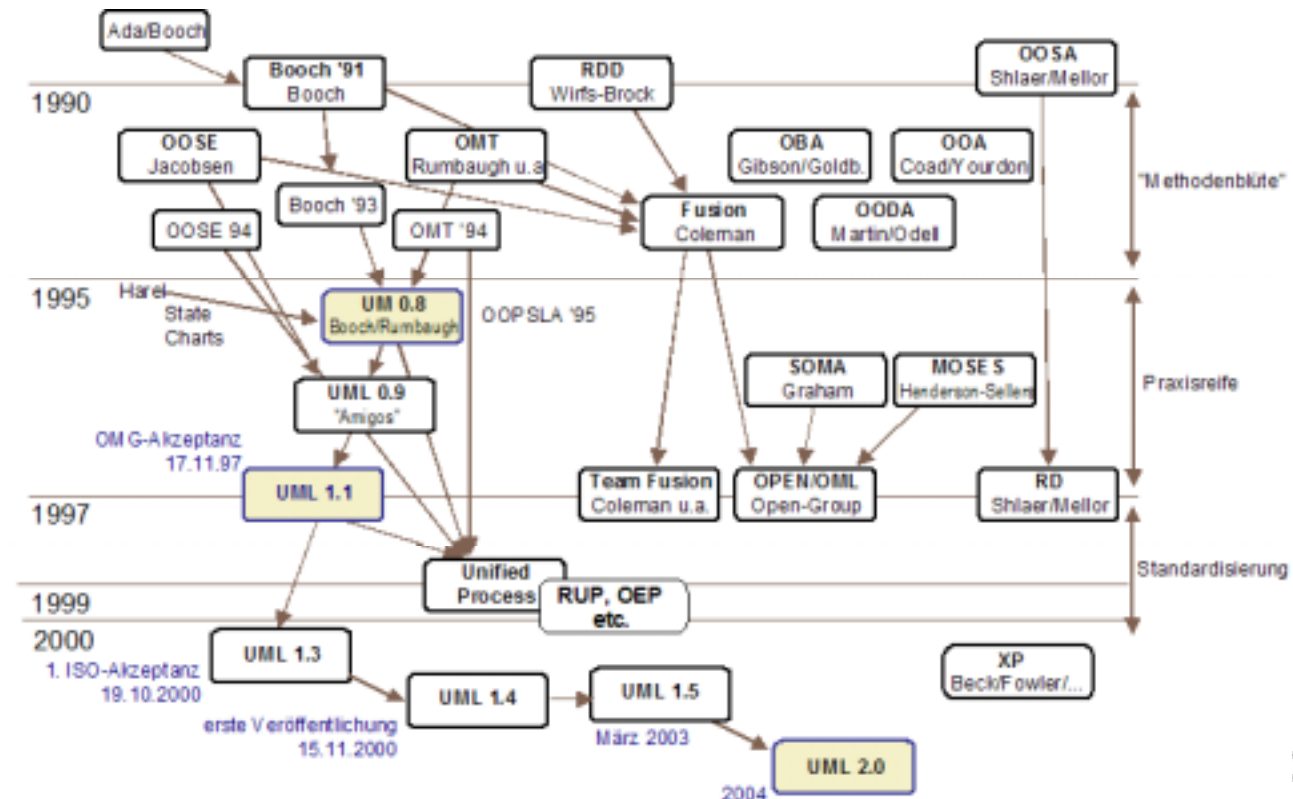 Ada/Booch
Booch '91
Booch
RDD
Wirfs-Brock
OOSA
Shlaer/Mellor
1990
OOSE
Jacobsen
OMT
Rumbaugh u.a
OBA
Gibson/Goldb.
OOA
Coad/Yourdon
"Methodenblüte"
Booch '93
OOSE 94
OMT '94
Fusion
Coleman
OODA
Martin/Odell
1995
Harel
State
Charts
UM 0.8
Booch/Rumbaugh
OOPSLA '95
UML 0.9
"Amigos"
SOMA
Graham
MOSES
Henderson-Sellers
Praxisreife
OMG-Akzeptanz
17.11.97
UML 1.1
Team Fusion
Coleman u.a.
OPEN/OML
Open-Group
RD
Shlaer/Mellor
1997
Unified
Process
RUP, OEP
etc.
Standardisierung
1999
2000
UML 1.3
1. ISO-Akzeptanz
19.10.2000
UML 1.4
erste Veröffentlichung
15.11.2000
UML 1.5
März 2003
XP
Beck/Fowler/...
UML 2.0
2004